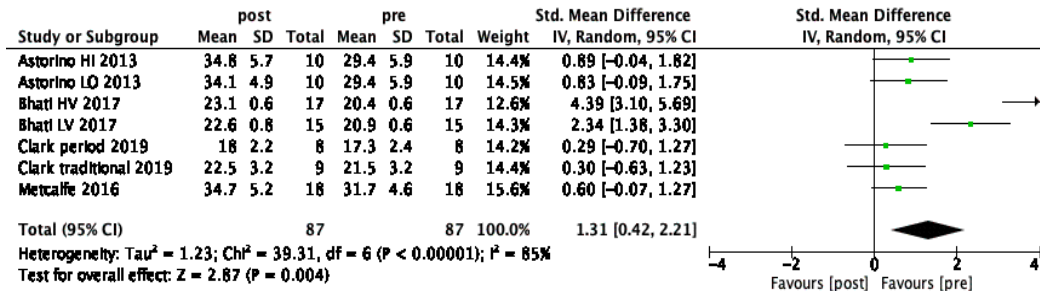 post pre Std. Mean Difference Std. Mean Difference
Study or Subgroup Mean SD Total Mean SD Total Weight IV, Random, 95% CI IV, Random, 95% CI
Astorino HI 2013 34.8 5.7 10 29.4 5.9 10 14.4% 0.89 [−0.04, 1.82]
Astorino LO 2013 34.1 4.9 10 29.4 5.9 10 14.5% 0.83 [−0.09, 1.75]
Bhati HV 2017 23.1 0.6 17 20.4 0.6 17 12.6% 4.39 [3.10, 5.69]
Bhati LV 2017 22.6 0.8 15 20.9 0.6 15 14.3% 2.34 [1.38, 3.30]
Clark period 2019 18 2.2 8 17.3 2.4 8 14.2% 0.29 [−0.70, 1.27]
Clark traditional 2019 22.5 3.2 9 21.5 3.2 9 14.4% 0.30 [−0.63, 1.23]
Metcalfe 2016 34.7 5.2 18 31.7 4.6 18 15.6% 0.60 [−0.07, 1.27]
Total (95% CI) 87 87 100.0% 1.31 [0.42, 2.21]
Heterogeneity: Tau² = 1.23; Chi² = 39.31, df = 6 (P < 0.00001); I² = 85%
Test for overall effect: Z = 2.87 (P = 0.004)
−4 −2 0 2 4
Favours [post] Favours [pre]